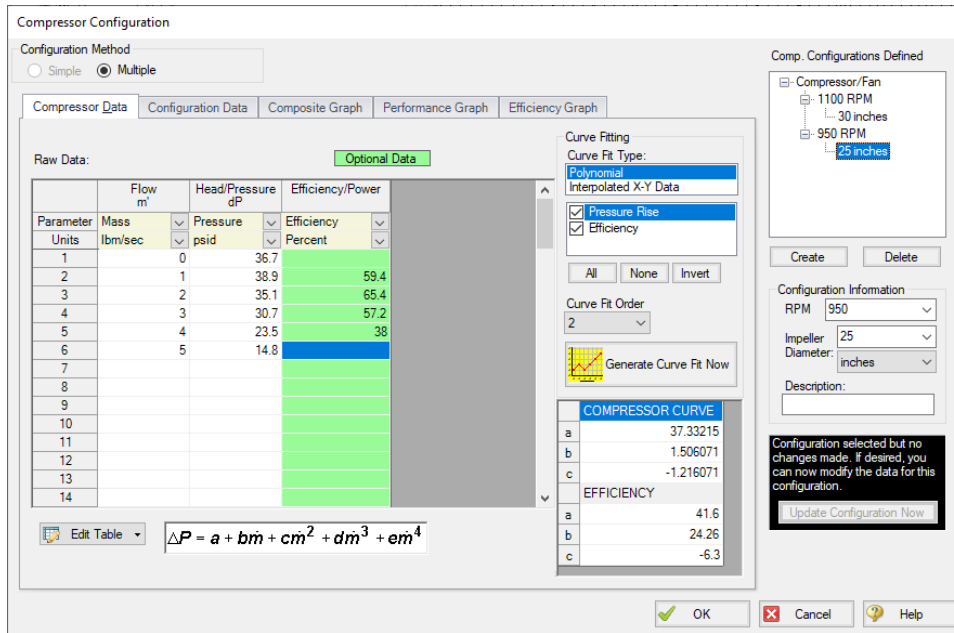 Compressor Configuration
Configuration Method
Simple Multiple
Compressor Data Configuration Data Composite Graph Performance Graph Efficiency Graph
Raw Data: Optional Data
Flow Head/Pressure Efficiency/Power
m' dP
Parameter Mass Pressure Efficiency
Units lbm/sec psid Percent
1 0 36.7
2 1 38.9 59.4
3 2 35.1 65.4
4 3 30.7 57.2
5 4 23.5 38
6 5 14.8
7
8
9
10
11
12
13
14
Edit Table
ΔP = a + bṁ + cṁ² + dṁ³ + eṁ⁴
Curve Fitting
Curve Fit Type:
Polynomial
Interpolated X-Y Data
Pressure Rise
Efficiency
All None Invert
Curve Fit Order
2
Generate Curve Fit Now
COMPRESSOR CURVE
a 37.33215
b 1.506071
c -1.216071
EFFICIENCY
a 41.6
b 24.26
c -6.3
Comp. Configurations Defined
Compressor/Fan
1100 RPM
30 inches
950 RPM
25 inches
Create Delete
Configuration Information
RPM 950
Impeller 25
Diameter: inches
Description:
Configuration selected but no
changes made. If desired, you
can now modify the data for this
configuration.
Update Configuration Now
OK Cancel Help